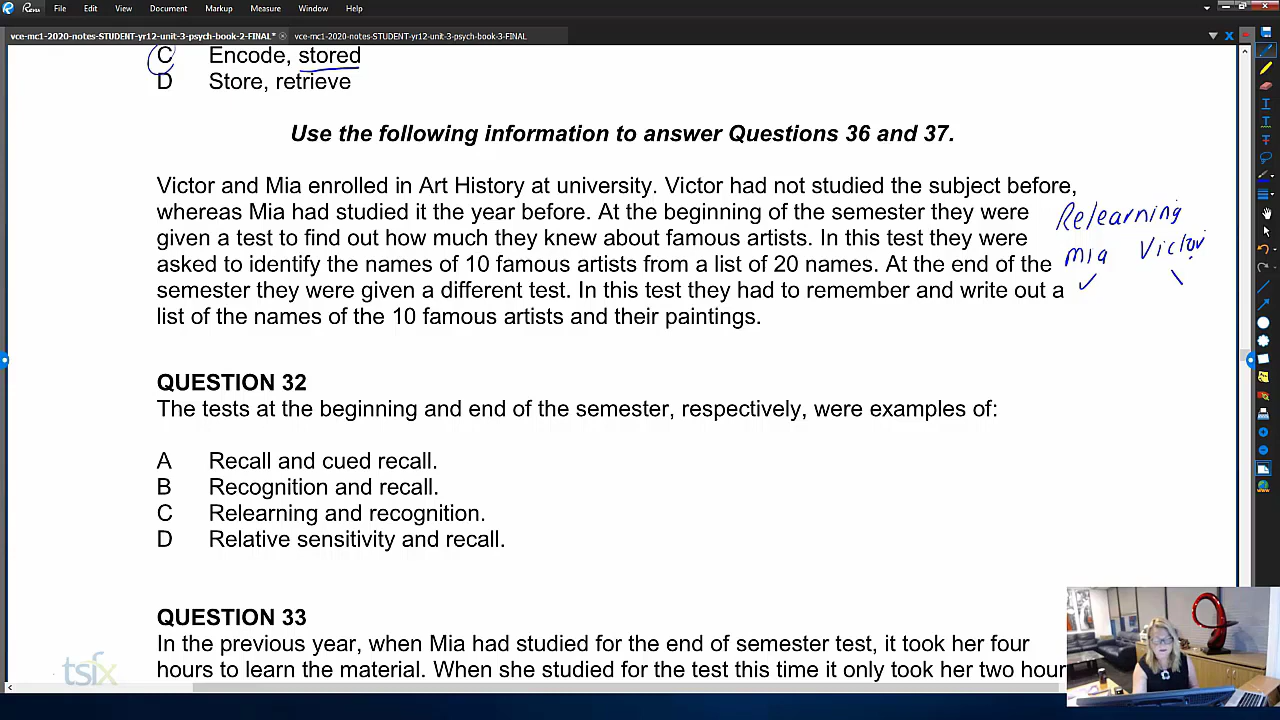 File Edit View Document Markup Measure Window Help
vce-mc1-2020-notes-STUDENT-yr12-unit-3-psych-book-2-FINAL* vce-mc1-2020-notes-STUDENT-yr12-unit-3-psych-book-3-FINAL
C Encode, stored
D Store, retrieve
Use the following information to answer Questions 36 and 37.
Victor and Mia enrolled in Art History at university. Victor had not studied the subject before,
whereas Mia had studied it the year before. At the beginning of the semester they were
given a test to find out how much they knew about famous artists. In this test they were
asked to identify the names of 10 famous artists from a list of 20 names. At the end of the
semester they were given a different test. In this test they had to remember and write out a
list of the names of the 10 famous artists and their paintings.
Relearning
mia Victor
QUESTION 32
The tests at the beginning and end of the semester, respectively, were examples of:
A Recall and cued recall.
B Recognition and recall.
C Relearning and recognition.
D Relative sensitivity and recall.
QUESTION 33
In the previous year, when Mia had studied for the end of semester test, it took her four
hours to learn the material. When she studied for the test this time it only took her two hour
tsfx